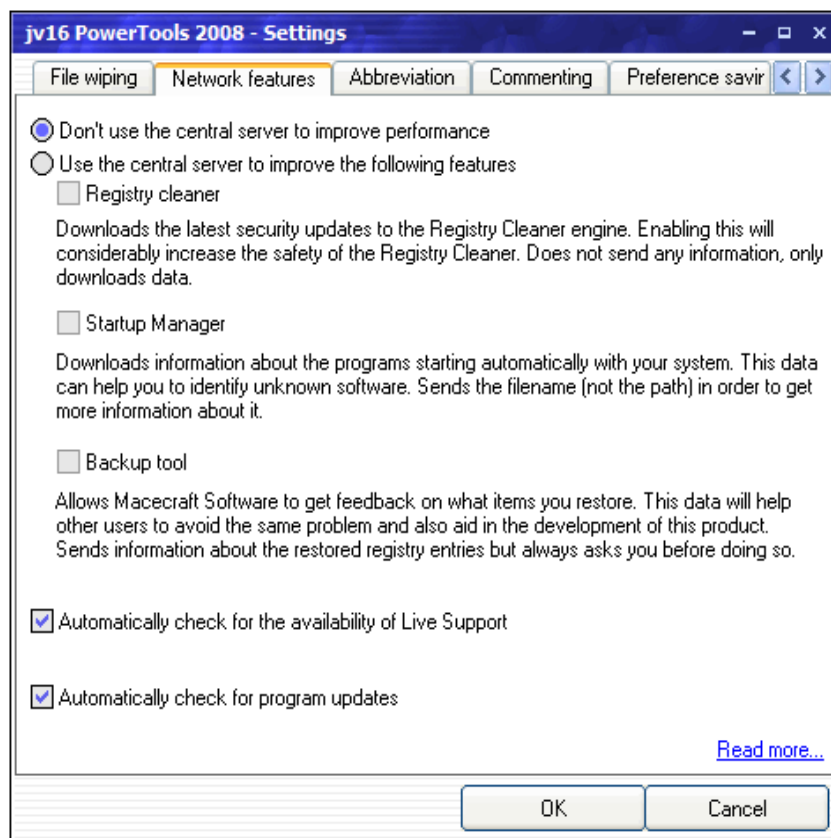 jv16 PowerTools 2008 - Settings
File wiping Network features Abbreviation Commenting Preference savir
Don't use the central server to improve performance
Use the central server to improve the following features
Registry cleaner
Downloads the latest security updates to the Registry Cleaner engine. Enabling this will
considerably increase the safety of the Registry Cleaner. Does not send any information, only
downloads data.
Startup Manager
Downloads information about the programs starting automatically with your system. This data
can help you to identify unknown software. Sends the filename (not the path) in order to get
more information about it.
Backup tool
Allows Macecraft Software to get feedback on what items you restore. This data will help
other users to avoid the same problem and also aid in the development of this product.
Sends information about the restored registry entries but always asks you before doing so.
Automatically check for the availability of Live Support
Automatically check for program updates
Read more...
OK Cancel